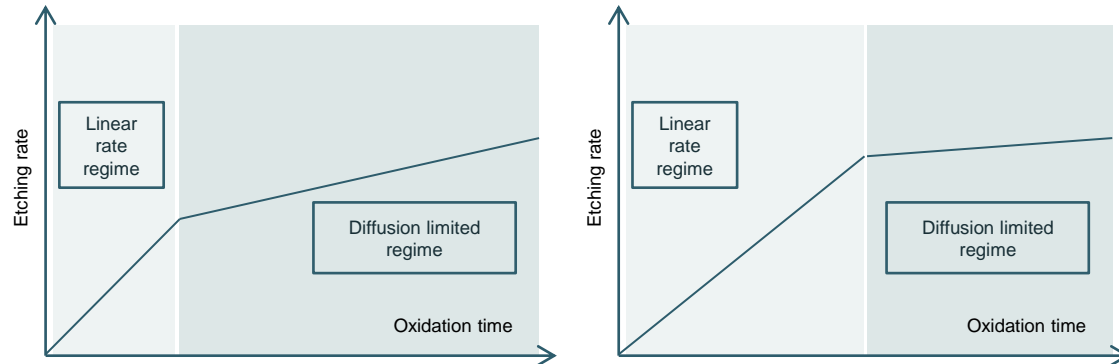 Etching rate
Linear
rate
regime
Diffusion limited
regime
Oxidation time
Etching rate
Linear
rate
regime
Diffusion limited
regime
Oxidation time